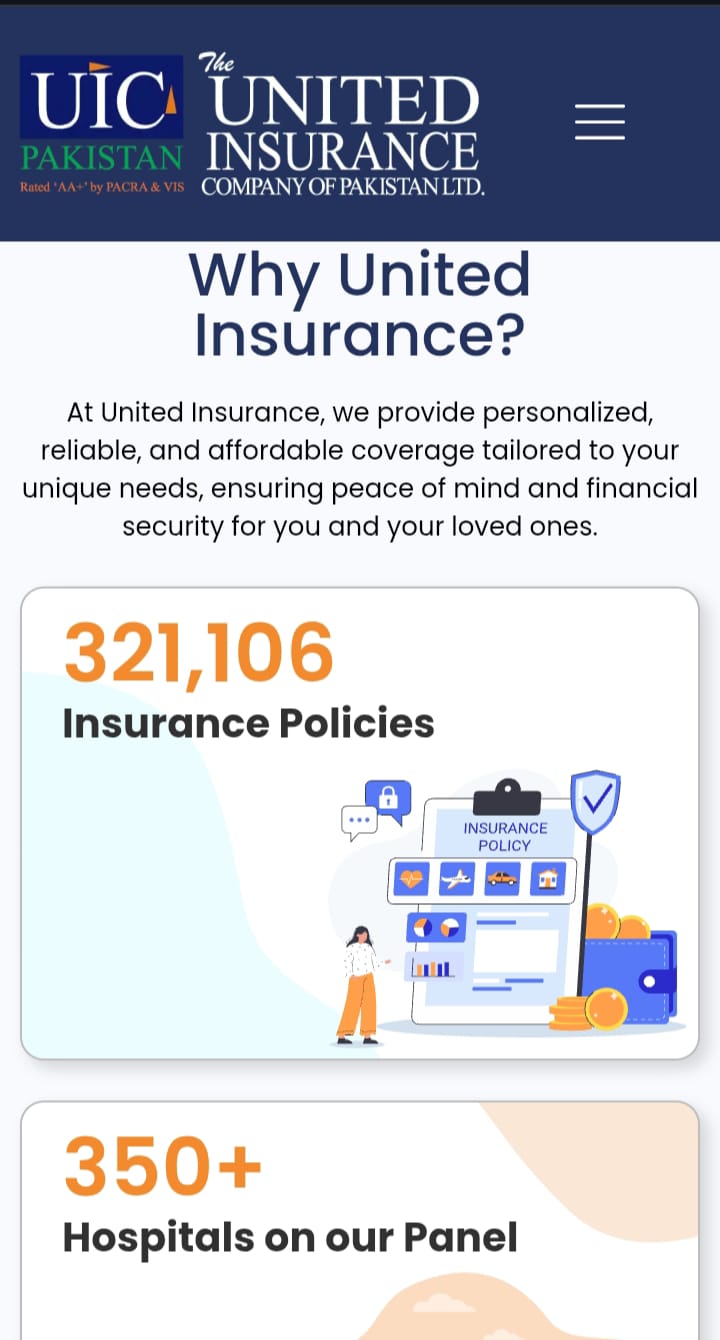 UIC
PAKISTAN
Rated 'AA+' by PACRA & VIS
The
UNITED
INSURANCE
COMPANY OF PAKISTAN LTD.
Why United
Insurance?
At United Insurance, we provide personalized,
reliable, and affordable coverage tailored to your
unique needs, ensuring peace of mind and financial
security for you and your loved ones.
321,106
Insurance Policies
INSURANCE
POLICY
350+
Hospitals on our Panel